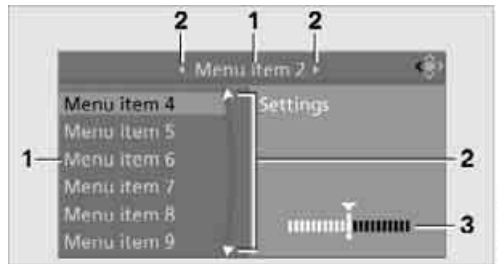 2 1 2
Menu item 2
Menu item 4 Settings
Menu item 5
1 Menu item 6 2
Menu item 7
Menu item 8 3
Menu item 9